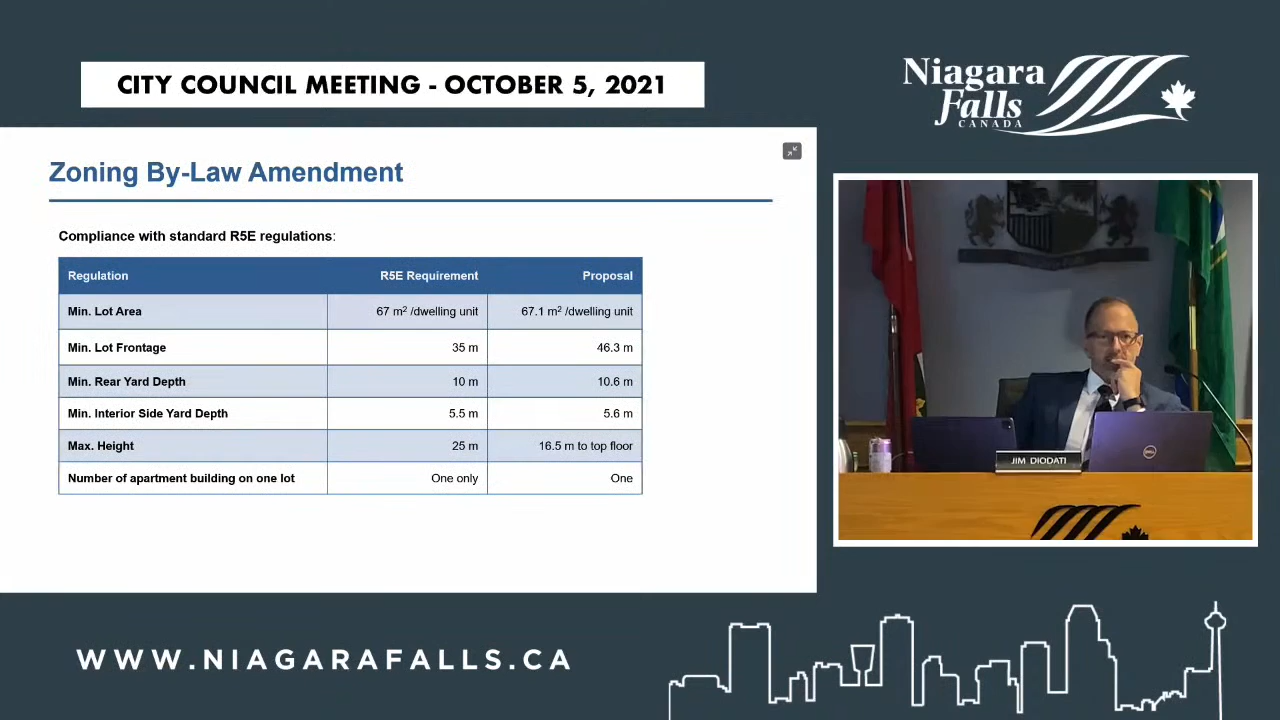 CITY COUNCIL MEETING - OCTOBER 5, 2021
Niagara
Falls
CANADA
Zoning By-Law Amendment
Compliance with standard R5E regulations:
Regulation R5E Requirement Proposal
Min. Lot Area 67 m² /dwelling unit 67.1 m² /dwelling unit
Min. Lot Frontage 35 m 46.3 m
Min. Rear Yard Depth 10 m 10.6 m
Min. Interior Side Yard Depth 5.5 m 5.6 m
Max. Height 25 m 16.5 m to top floor
Number of apartment building on one lot One only One
JIM DIODATI
DELL
WWW.NIAGARAFALLS.CA